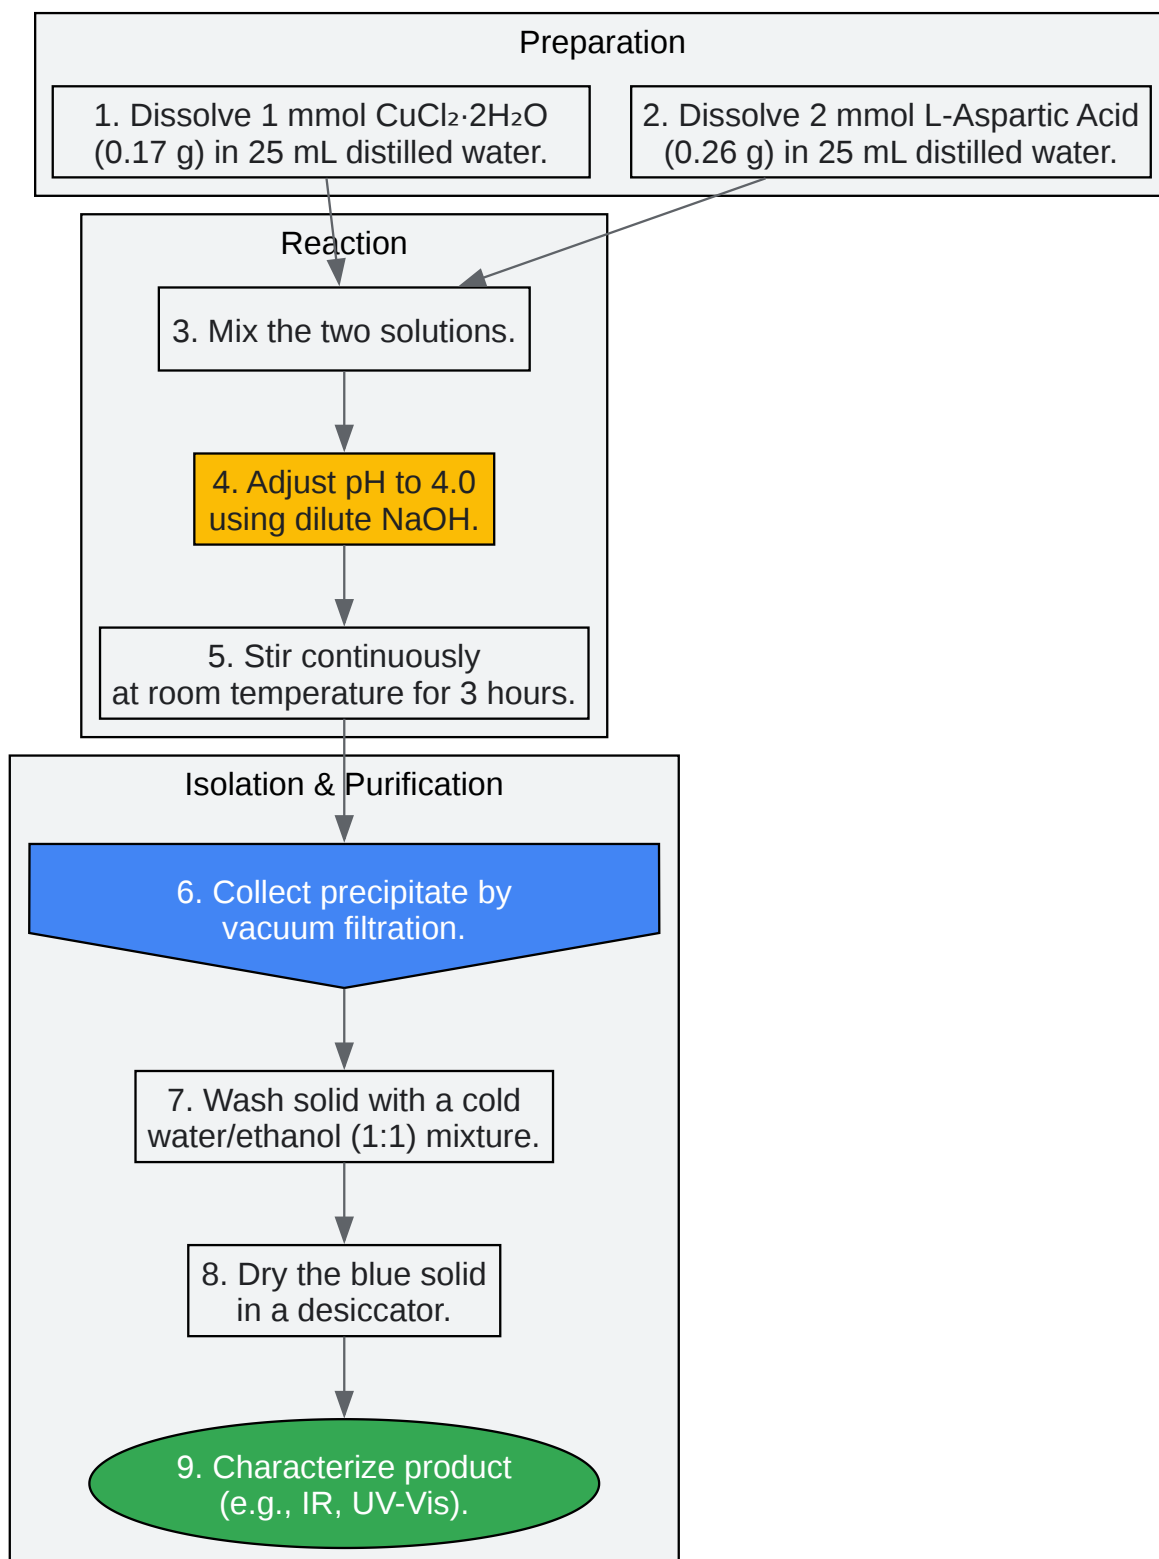 Preparation
1. Dissolve 1 mmol CuCl₂·2H₂O
(0.17 g) in 25 mL distilled water.
2. Dissolve 2 mmol L-Aspartic Acid
(0.26 g) in 25 mL distilled water.
Reaction
3. Mix the two solutions.
4. Adjust pH to 4.0
using dilute NaOH.
5. Stir continuously
at room temperature for 3 hours.
Isolation & Purification
6. Collect precipitate by
vacuum filtration.
7. Wash solid with a cold
water/ethanol (1:1) mixture.
8. Dry the blue solid
in a desiccator.
9. Characterize product
(e.g., IR, UV-Vis).